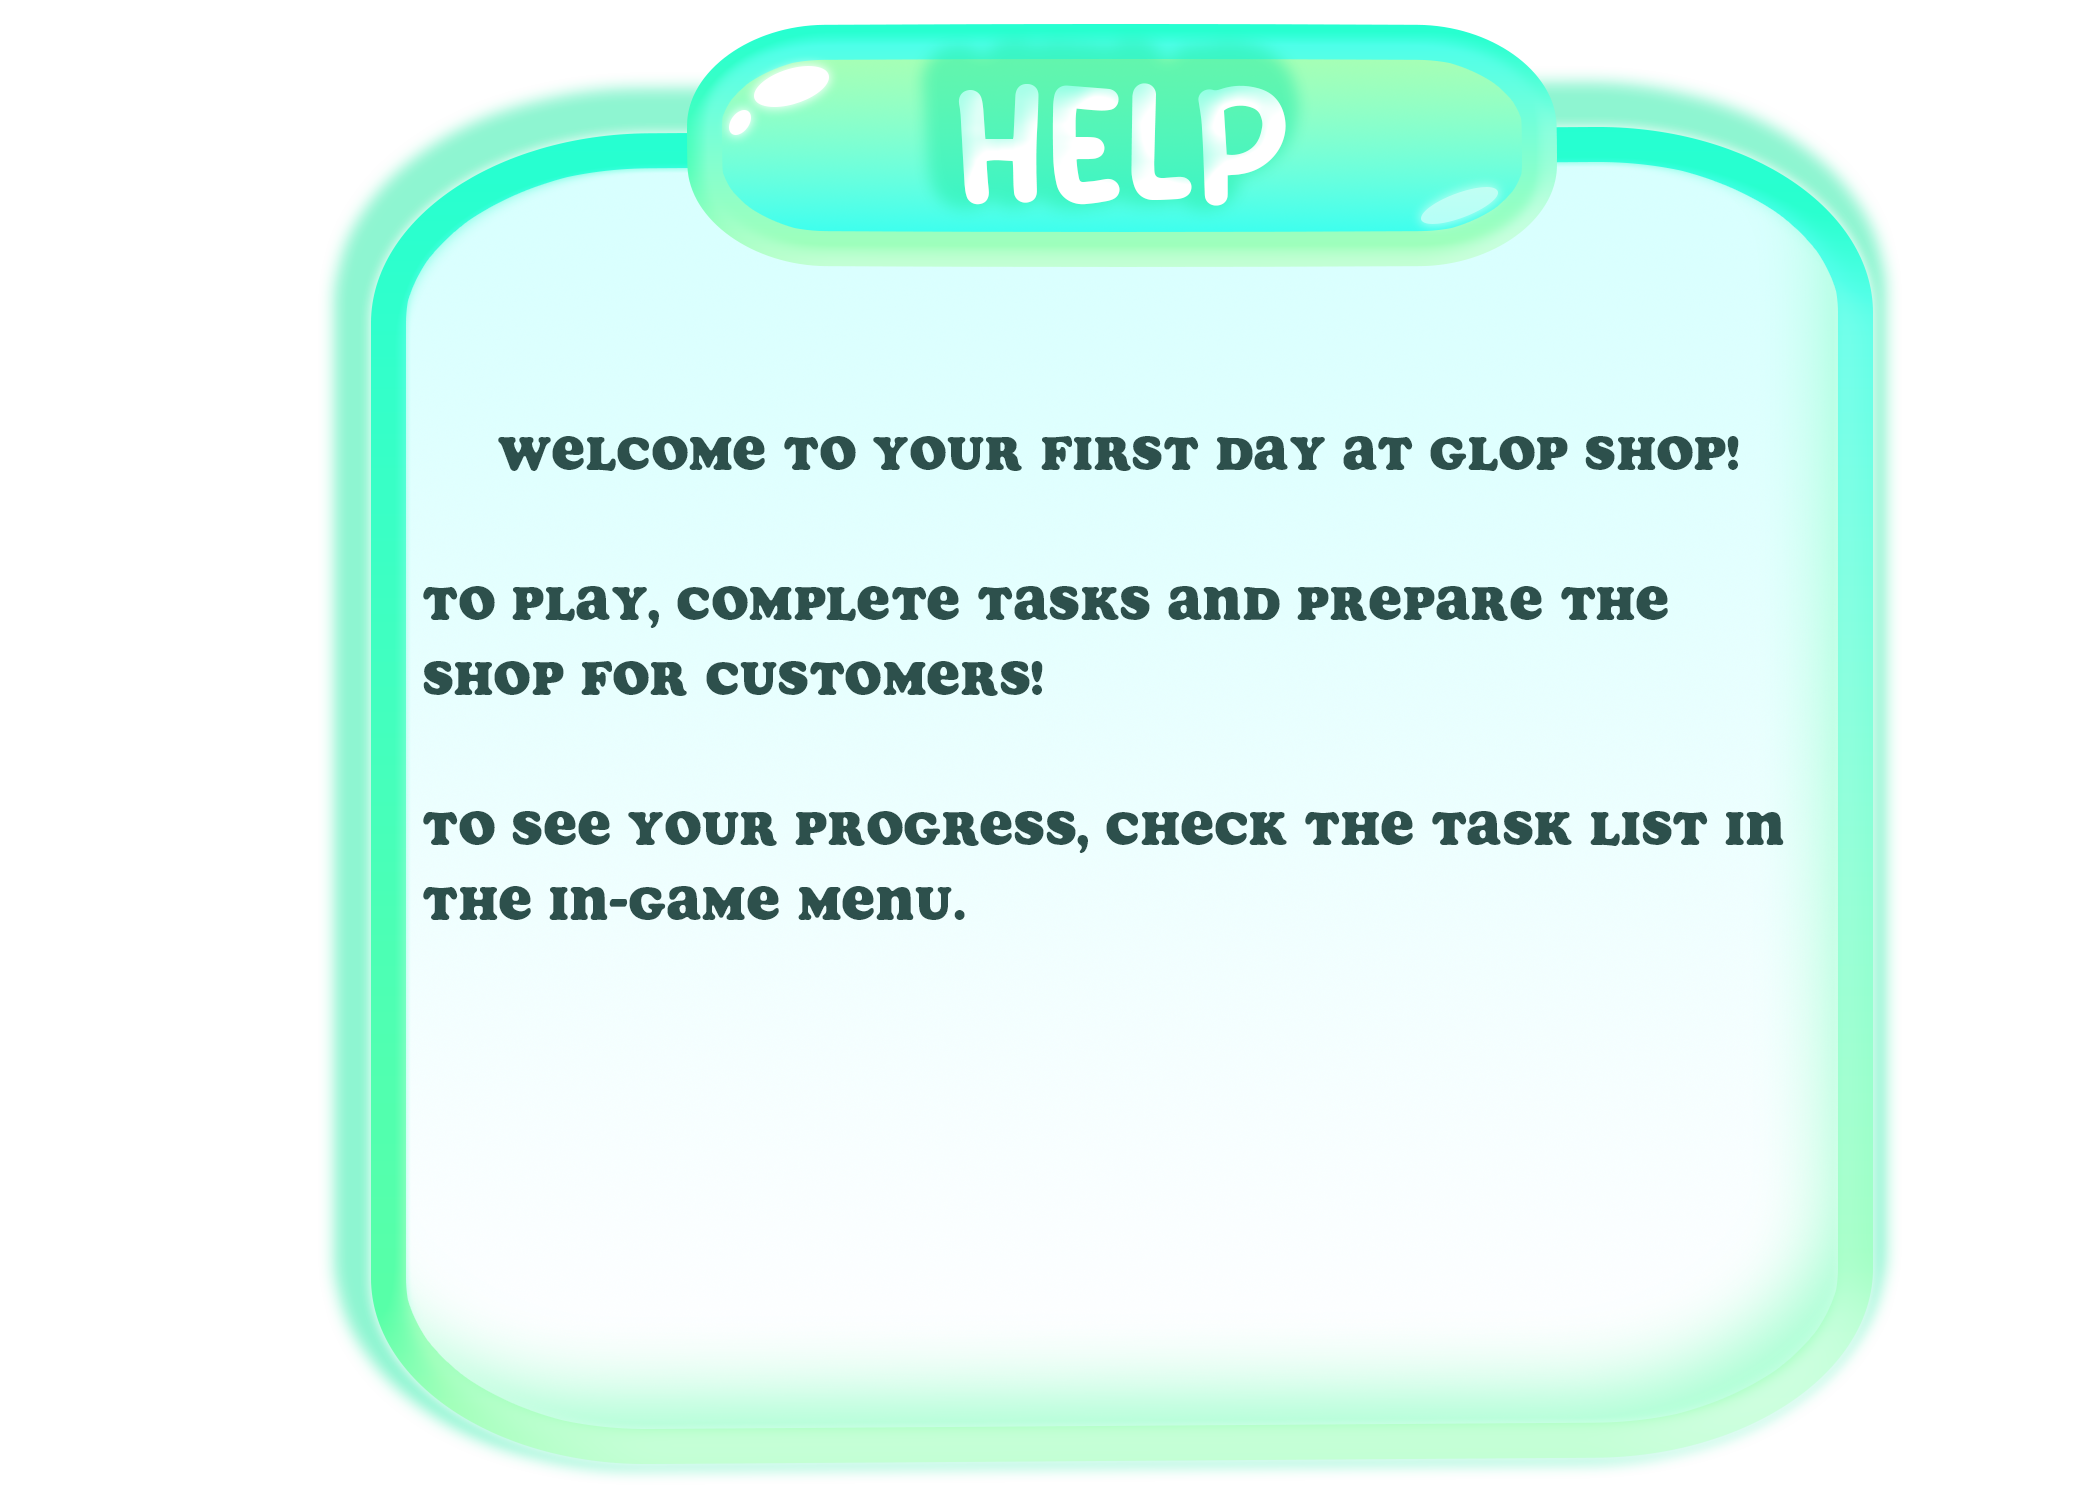 HELP
Welcome to your first day at Glop Shop!
To play, complete tasks and prepare the
shop for customers!
To see your progress, check the task list in
the in-game menu.